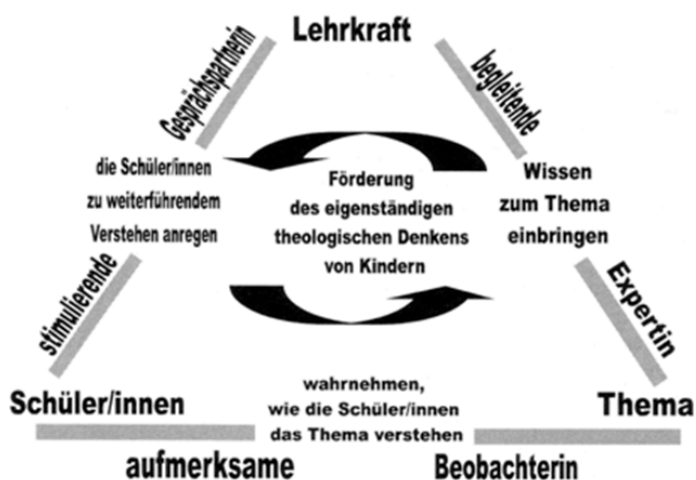 Lehrkraft
Gesprächspartnerin
begleitende
die Schüler/innen
zu weiterführendem
Verstehen anregen
Förderung
des eigenständigen
theologischen Denkens
von Kindern
Wissen
zum Thema
einbringen
stimulierende
Expertin
Schüler/innen
wahrnehmen,
wie die Schüler/innen
das Thema verstehen
Thema
aufmerksame
Beobachterin